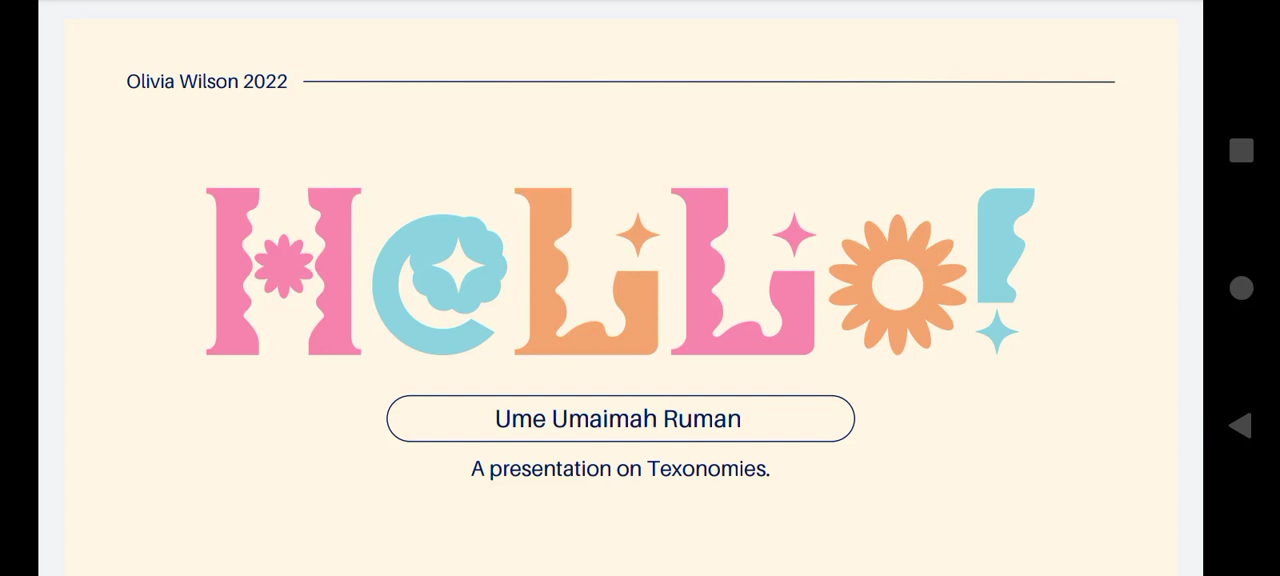 Olivia Wilson 2022
HeLLo!
Ume Umaimah Ruman
A presentation on Texonomies.